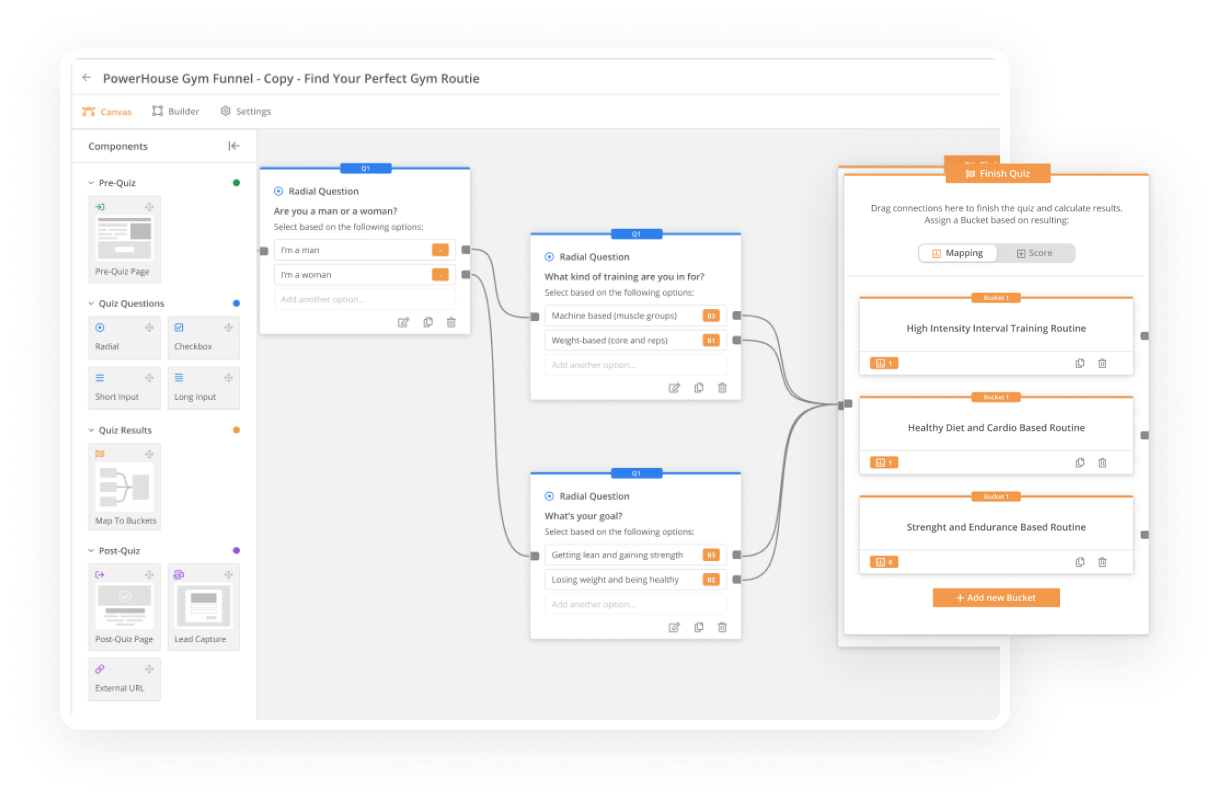 PowerHouse Gym Funnel - Copy - Find Your Perfect Gym Routie
Canvas
Builder
Settings
Components
Pre-Quiz
Pre-Quiz Page
Quiz Questions
Radial
Checkbox
Short Input
Long Input
Quiz Results
Map To Buckets
Post-Quiz
Post-Quiz Page
Lead Capture
External URL
Q1
Radial Question
Are you a man or a woman?
Select based on the following options:
I'm a man
-
I'm a woman
-
Add another option...
Q1
Radial Question
What kind of training are you in for?
Select based on the following options:
Machine based (muscle groups)
B3
Weight-based (core and reps)
B1
Add another option...
Q1
Radial Question
What's your goal?
Select based on the following options:
Getting lean and gaining strength
B3
Losing weight and being healthy
B2
Add another option...
Finish Quiz
Drag connections here to finish the quiz and calculate results.
Assign a Bucket based on resulting:
Mapping
Score
Bucket 1
High Intensity Interval Training Routine
1
Bucket 1
Healthy Diet and Cardio Based Routine
1
Bucket 1
Strenght and Endurance Based Routine
0
+ Add new Bucket